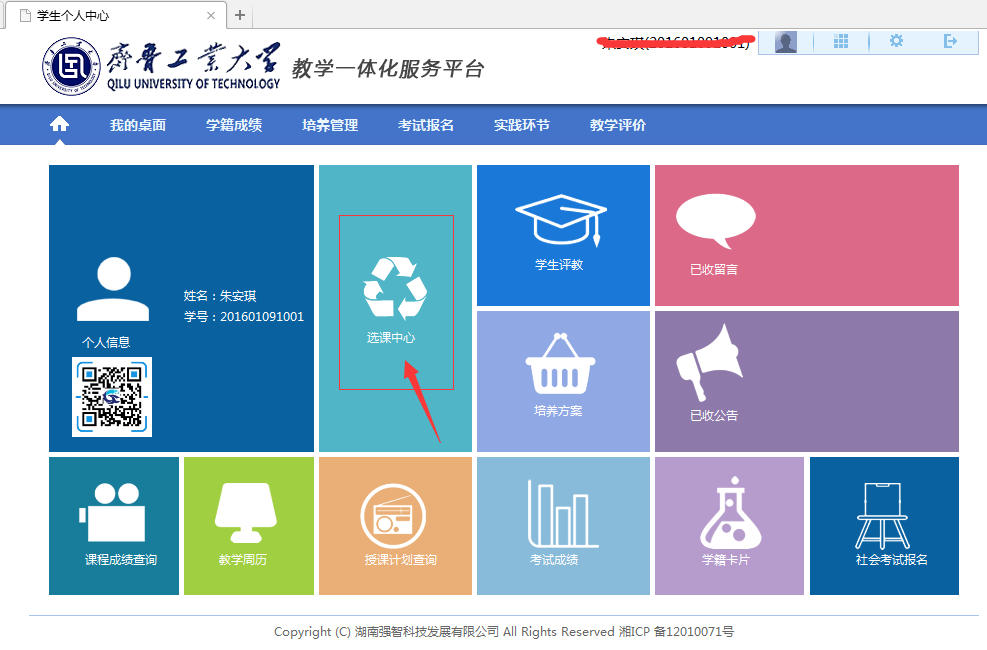 学生个人中心
齐鲁工业大学
QILU UNIVERSITY OF TECHNOLOGY
教学一体化服务平台
我的桌面 学籍成绩 培养管理 考试报名 实践环节 教学评价
姓名：朱安琪
学号：201601091001
个人信息
选课中心
学生评教
已收留言
培养方案
已收公告
课程成绩查询
教学周历
授课计划查询
考试成绩
学籍卡片
社会考试报名
Copyright (C) 湖南强智科技发展有限公司 All Rights Reserved 湘ICP 备12010071号